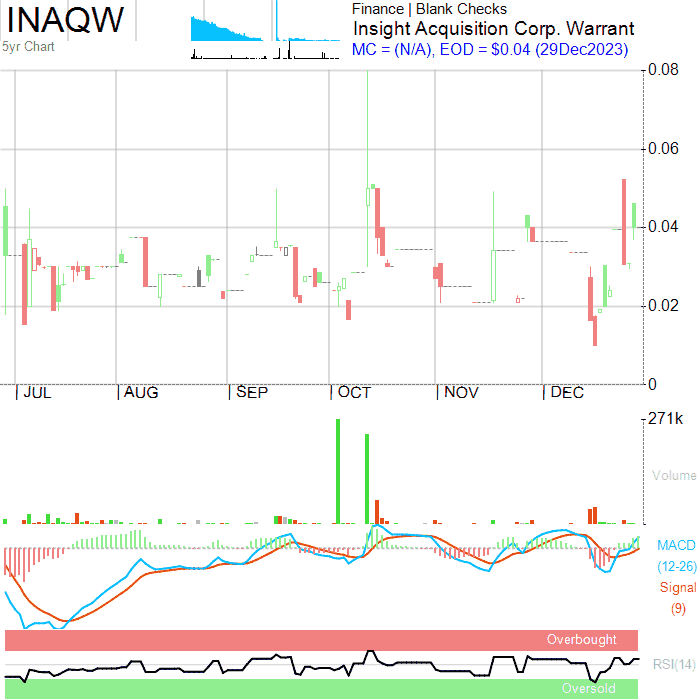 INAQW
5yr Chart
Finance | Blank Checks
Insight Acquisition Corp. Warrant
MC = (N/A), EOD = $0.04 (29Dec2023)
0.08
0.06
0.04
0.02
0
JUL AUG SEP OCT NOV DEC
271k
Volume
MACD
(12-26)
Signal
(9)
Overbought
RSI(14)
Oversold